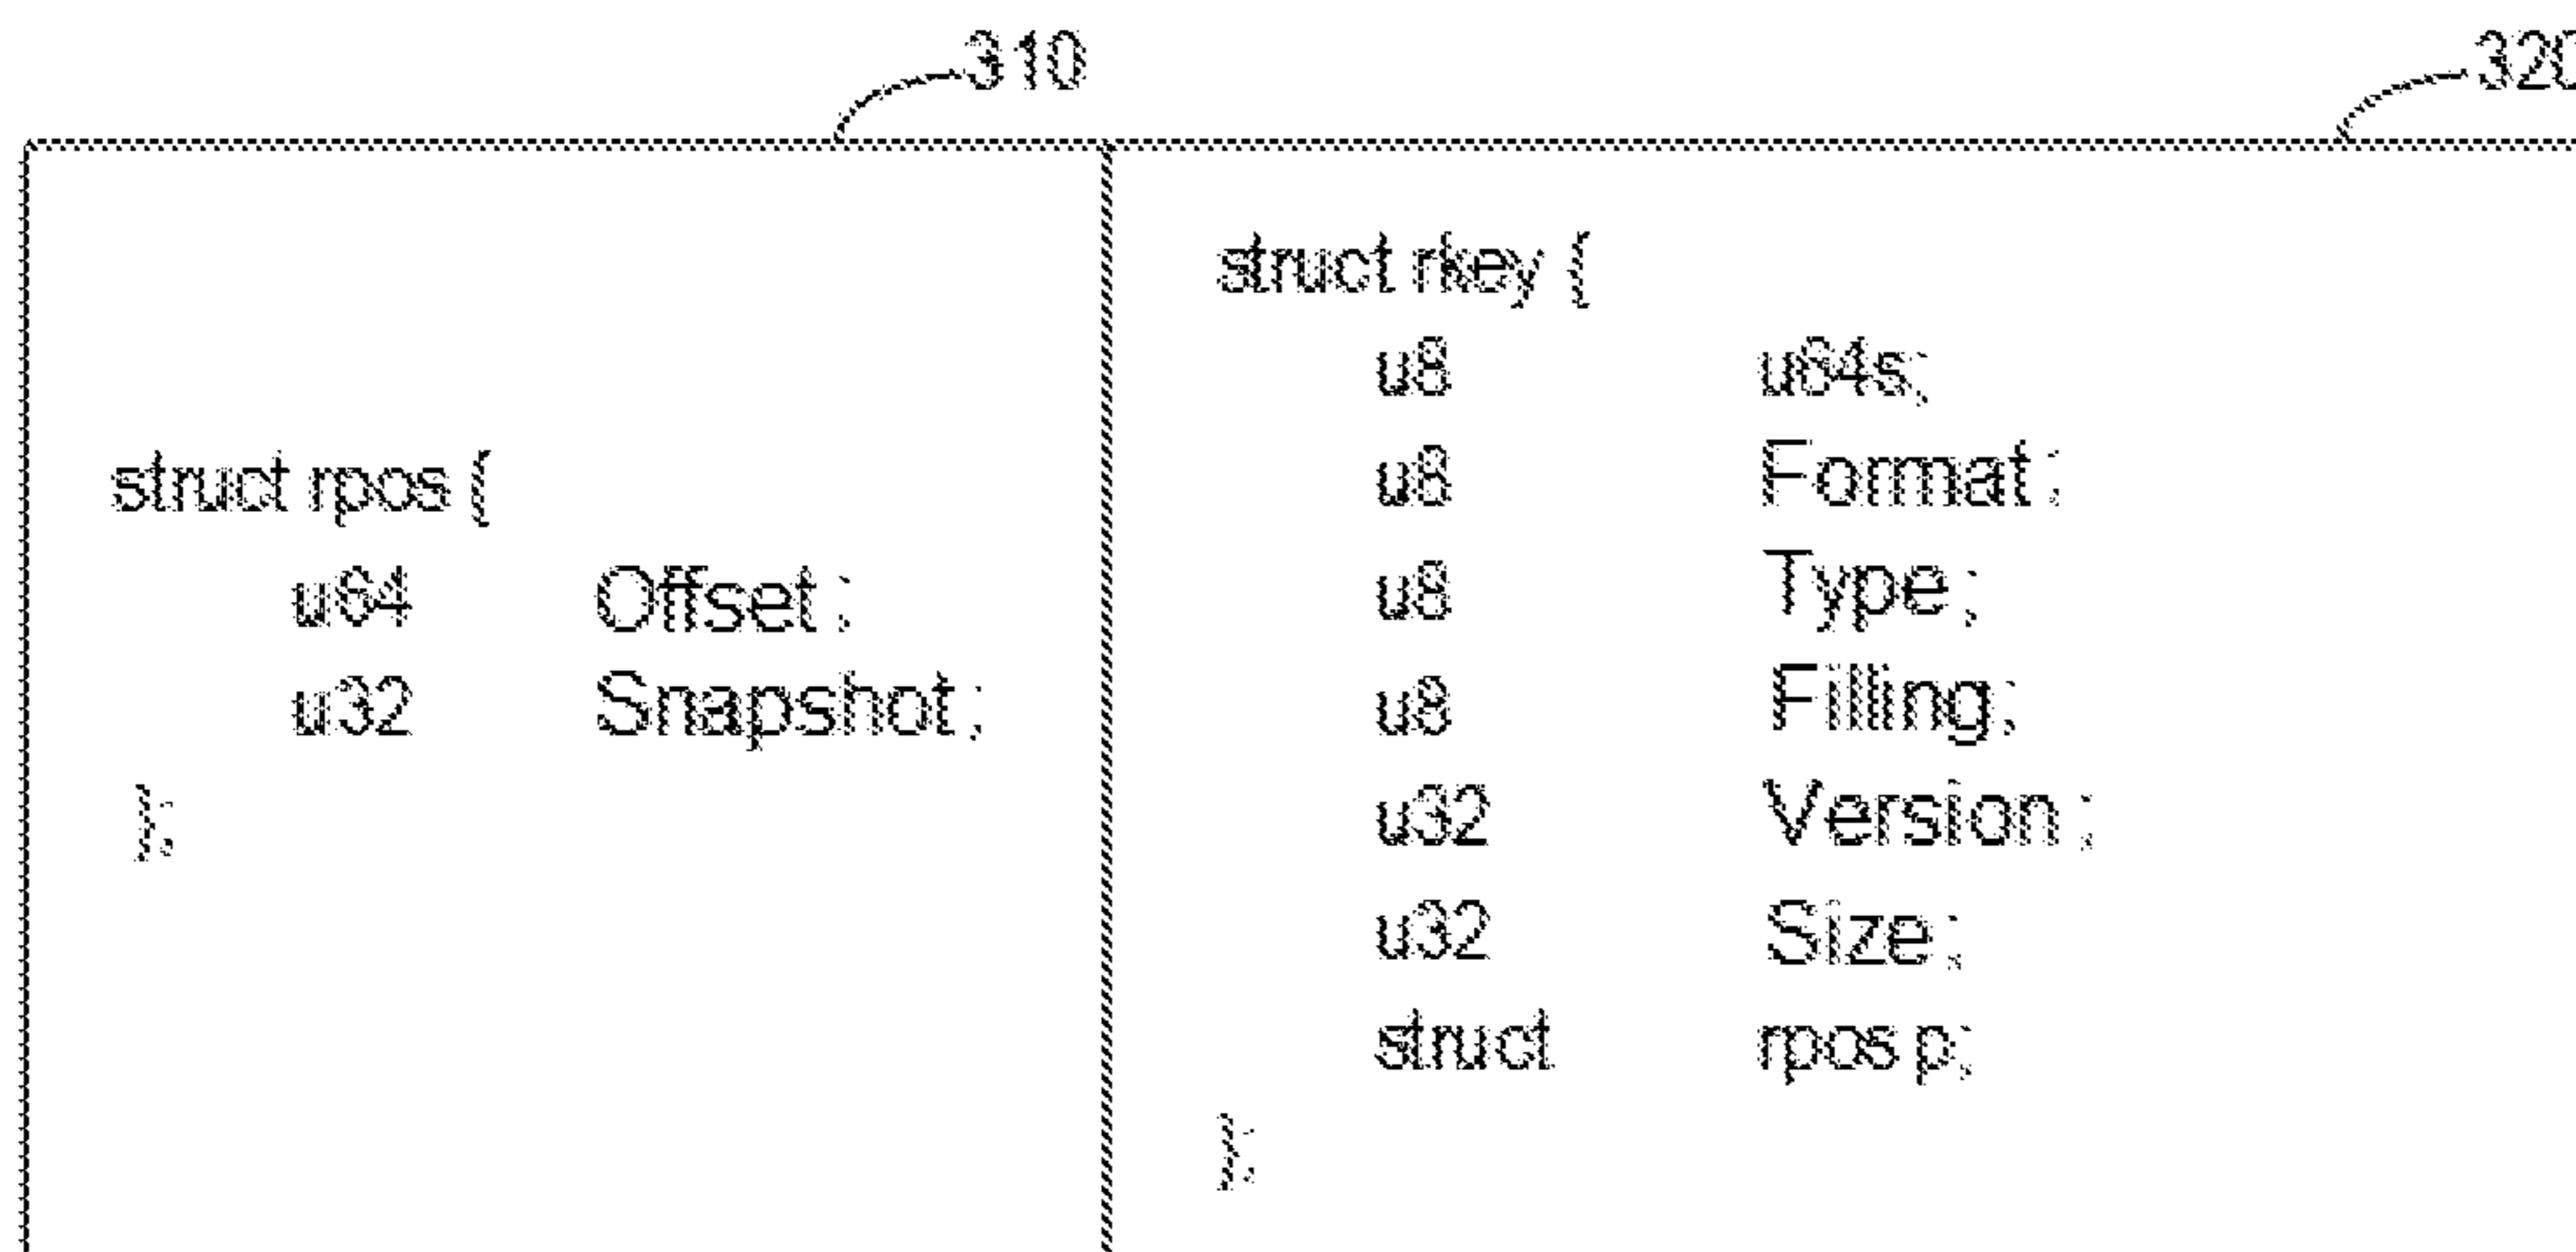 310
320
struct rpos {
u64 Offset ;
u32 Snapshot ;
};
struct rkey {
u8 u64s;
u8 Format ;
u8 Type ;
u8 Filling ;
u32 Version ;
u32 Size ;
struct rpos p;
};